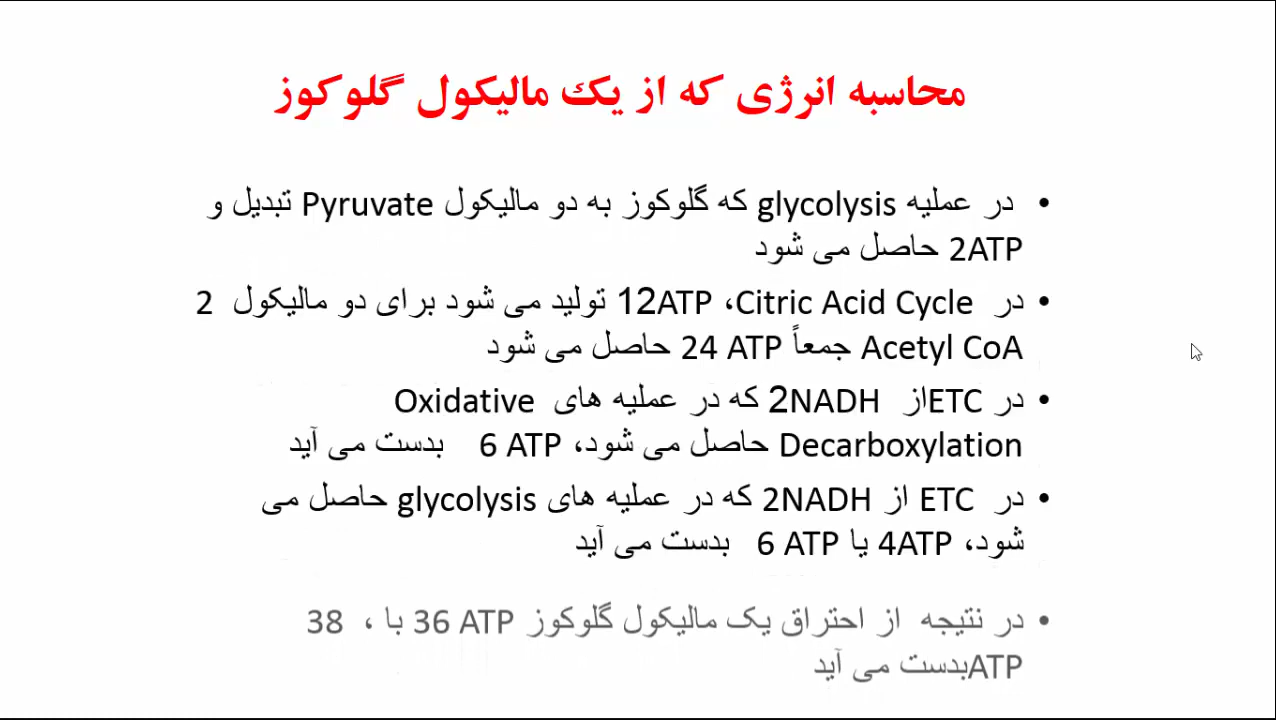 محاسبه انرژی که از یک مالیکول گلوکوز
• در عملیه glycolysis که گلوکوز به دو مالیکول Pyruvate تبدیل و
2ATP حاصل می شود
• در Citric Acid Cycle، 12ATP تولید می شود برای دو مالیکول 2
Acetyl CoA جمعاً 24 ATP حاصل می شود
• در ETCاز 2NADH که در عملیه های Oxidative
Decarboxylation حاصل می شود، 6 ATP بدست می آید
• در ETC از 2NADH که در عملیه های glycolysis حاصل می
شود، 4ATP یا 6 ATP بدست می آید
• در نتیجه از احتراق یک مالیکول گلوکوز 36 ATP با ، 38
ATPبدست می آید